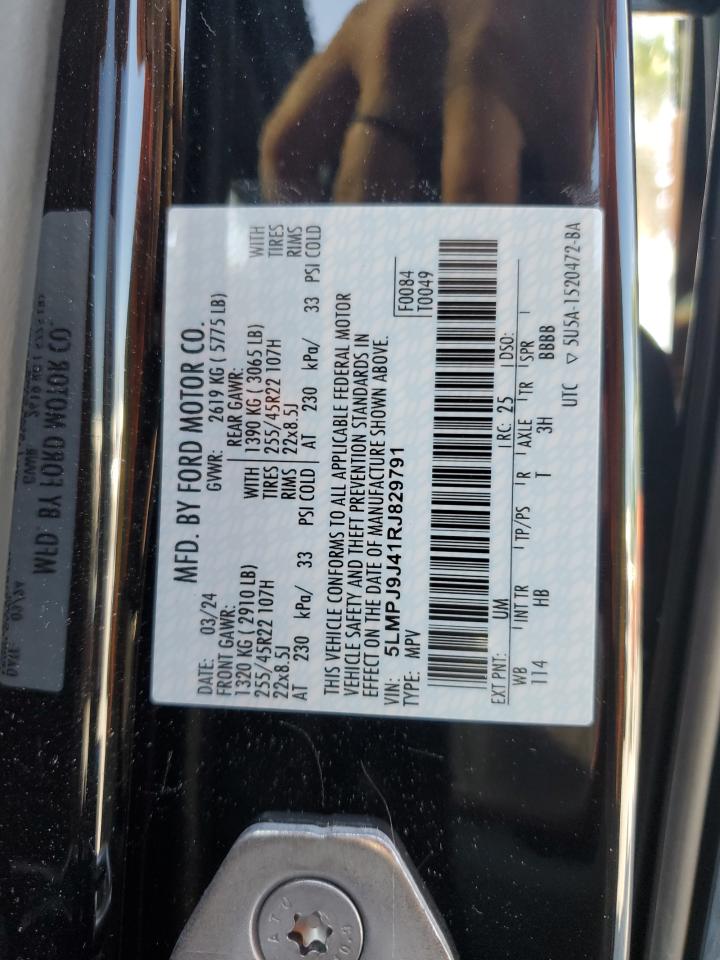 MFD. BY FORD MOTOR CO.
DATE: 03/24 GVWR: 2619 KG ( 5775 LB)
FRONT GAWR: REAR GAWR:
1320 KG ( 2910 LB) WITH 1390 KG ( 3065 LB) WITH
255/45R22 107H TIRES 255/45R22 107H TIRES
22x8.5J RIMS 22x8.5J RIMS
AT 230 kPa/ 33 PSI COLD AT 230 kPa/ 33 PSI COLD
THIS VEHICLE CONFORMS TO ALL APPLICABLE FEDERAL MOTOR
VEHICLE SAFETY AND THEFT PREVENTION STANDARDS IN
EFFECT ON THE DATE OF MANUFACTURE SHOWN ABOVE.
VIN: 5LMPJ9J41RJ829791 F0084
TYPE: MPV T0049
EXT PNT: UM RC: 25 DSO:
WB INT TR TP/PS R AXLE TR SPR
114 HB T 3H BBBB
UTC ▽ 5U5A-1520472-BA